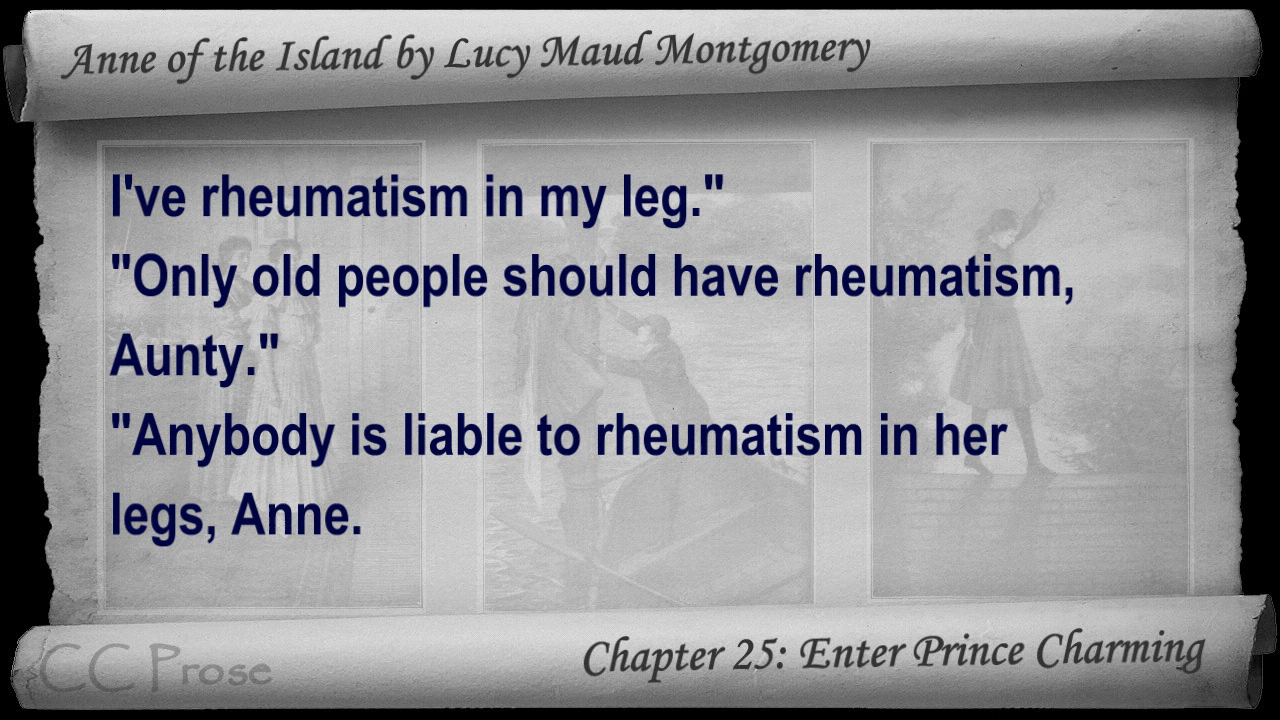 Anne of the Island by Lucy Maud Montgomery
I've rheumatism in my leg."
"Only old people should have rheumatism,
Aunty."
"Anybody is liable to rheumatism in her
legs, Anne.
CC Prose
Chapter 25: Enter Prince Charming